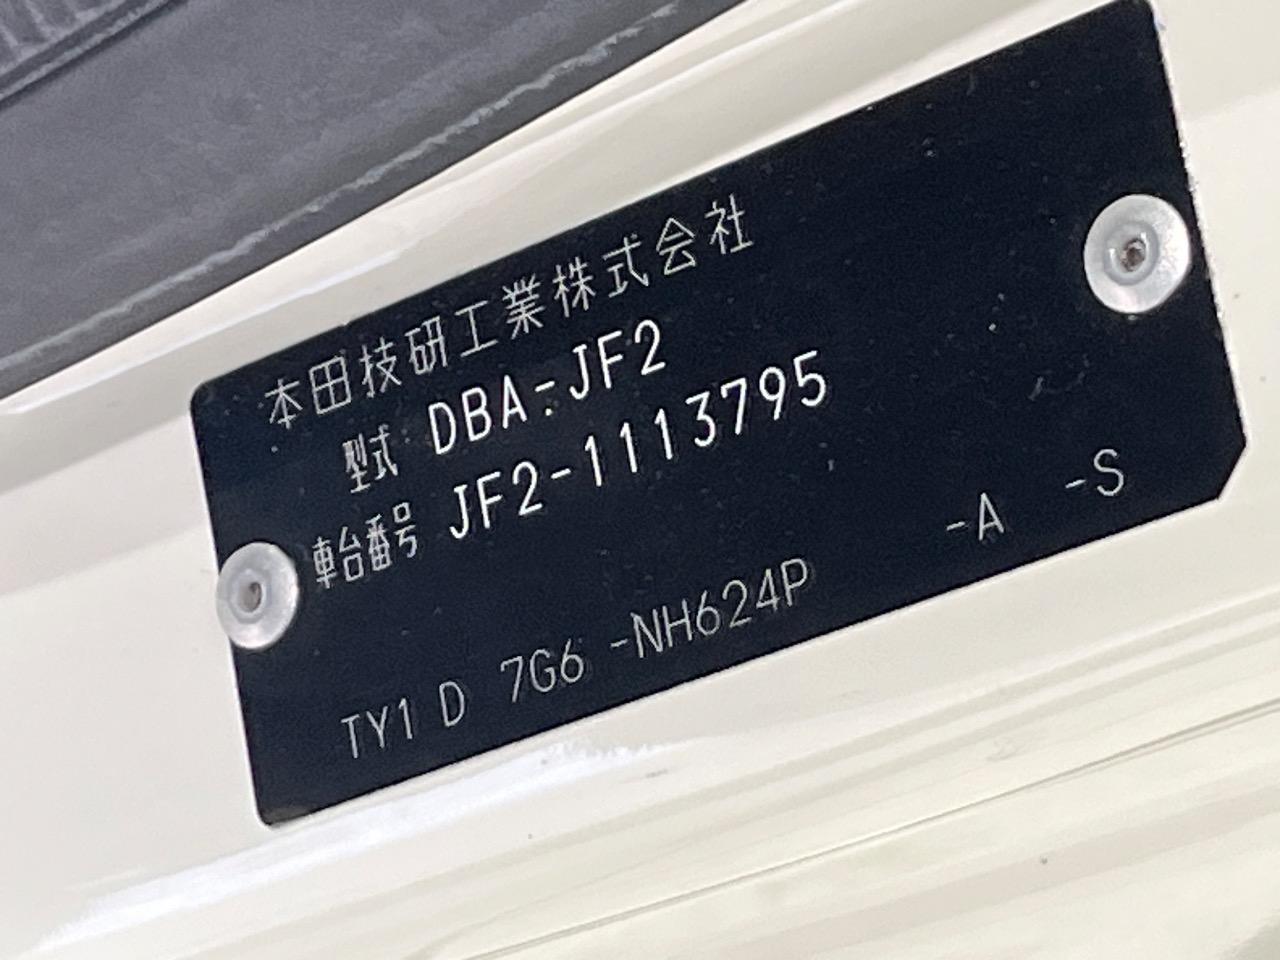 本田技研工業株式会社
型式 DBA-JF2
車台番号 JF2-1113795
TY1 D 7G6 -NH624P -A -S